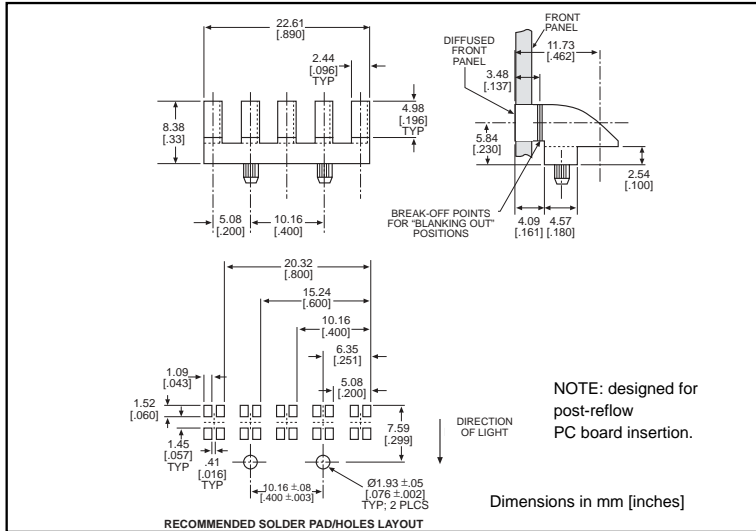 22.61
[.890]
2.44
[.096]
TYP
8.38
[.33]
4.98
[.196]
TYP
5.08
[.200]
10.16
[.400]
DIFFUSED
FRONT
PANEL
FRONT
PANEL
11.73
[.462]
3.48
[.137]
5.84
[.230]
2.54
[.100]
BREAK-OFF POINTS
FOR "BLANKING OUT"
POSITIONS
4.09
[.161]
4.57
[.180]
20.32
[.800]
15.24
[.600]
10.16
[.400]
6.35
[.251]
5.08
[.200]
1.09
[.043]
1.52
[.060]
1.45
[.057]
TYP
.41
[.016]
TYP
7.59
[.299]
DIRECTION
OF LIGHT
10.16 ±.08
[.400 ±.003]
Ø1.93 ±.05
[.076 ±.002]
TYP; 2 PLCS
RECOMMENDED SOLDER PAD/HOLES LAYOUT
NOTE: designed for
post-reflow
PC board insertion.
Dimensions in mm [inches]